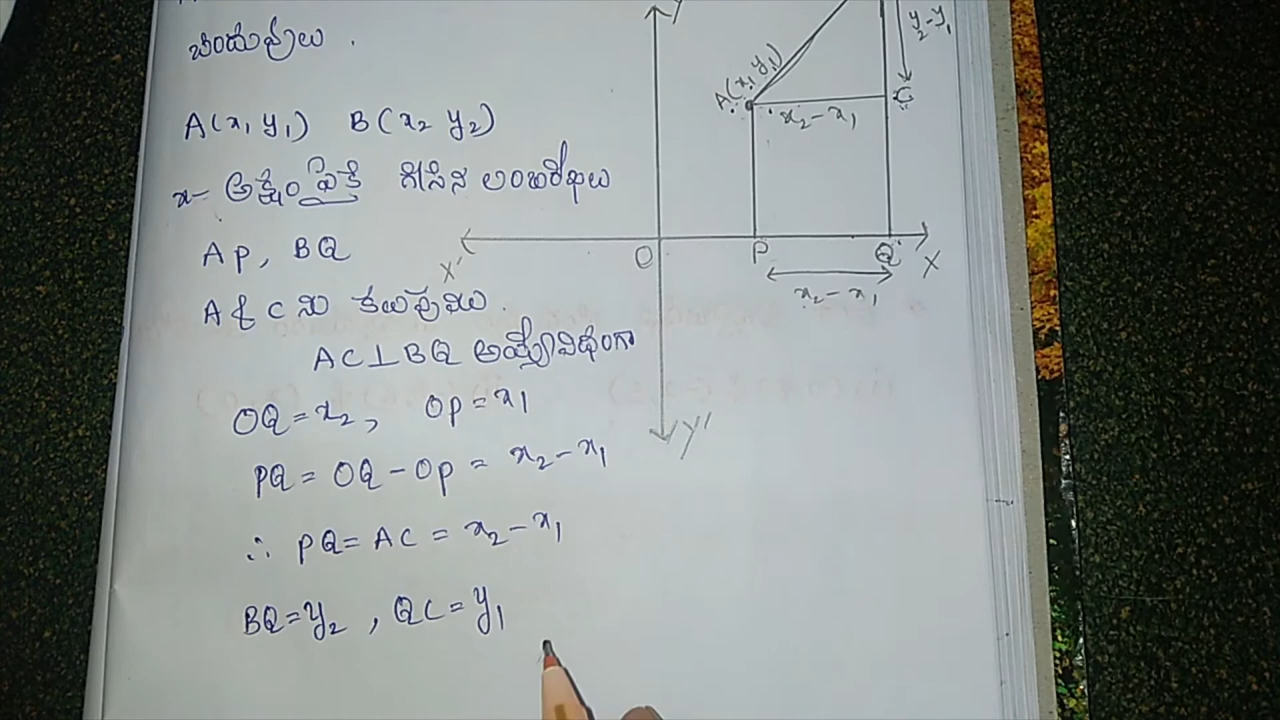 బిందువులు .
A(x₁ y₁) B(x₂ y₂)
x- అక్షం పైకి గీసిన లంబరేఖలు
AP, BQ
A & C ను కలుపుము.
AC⊥BQ అయ్యేవిధంగా
OQ = x₂, OP = x₁
PQ = OQ - OP = x₂ - x₁
∴ PQ = AC = x₂ - x₁
BQ = y₂ , QC = y₁
Y
y₂-y₁
A(x₁ y₁)
C
x₂-x₁
X'
O
P
Q
X
x₂-x₁
Y'